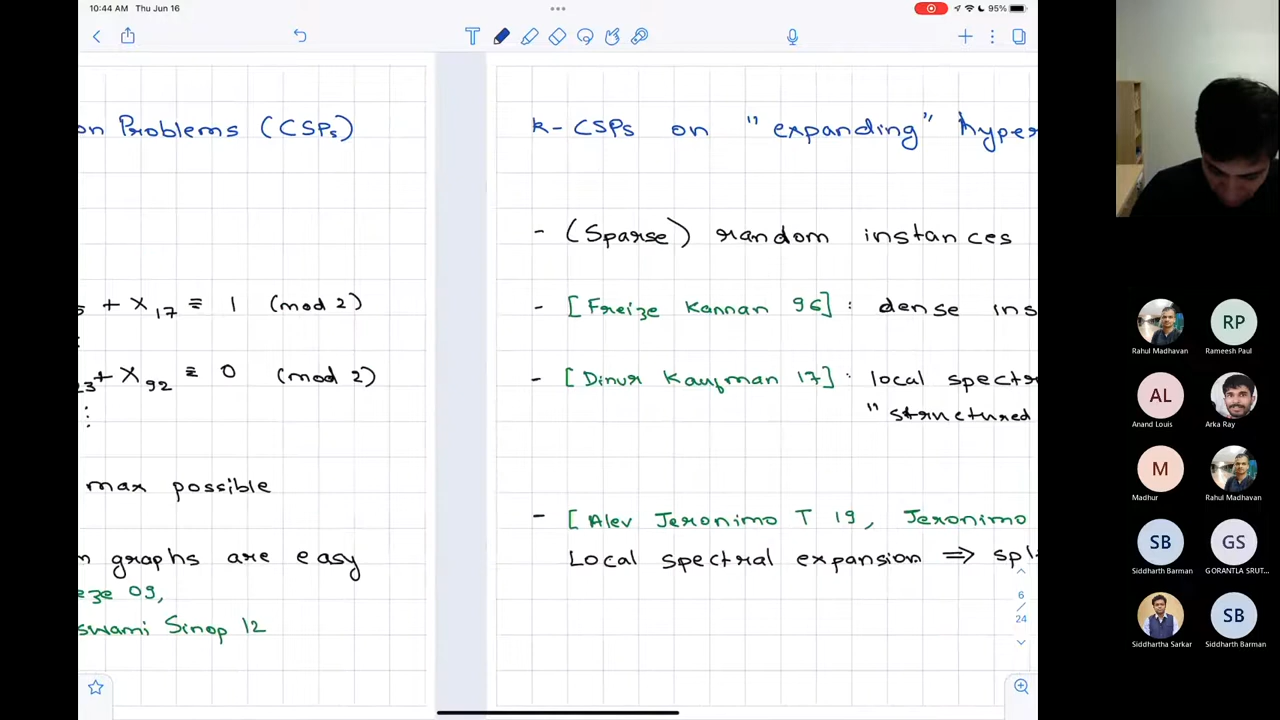 10:44 AM Thu Jun 16
95%
on Problems (CSPs)
+ X17 ≡ 1 (mod 2)
23 + X92 ≡ 0 (mod 2)
max possible
graphs are easy
eze 09,
swami Sinop 12
k-CSPs on "expanding" hyper
- (Sparse) random instances
- [Freize Kannan 96] : dense ins
- [Dinur Kaufman 17] : local spectr
"structured
- [Alev Jeronimo T 19, Jeronimo
Local spectral expansion ⇒ spl
6
/
24
Rahul Madhavan
RP
Rameesh Paul
AL
Anand Louis
Arka Ray
M
Madhur
Rahul Madhavan
SB
Siddharth Barman
GS
GORANTLA SRUT...
Siddhartha Sarkar
SB
Siddharth Barman